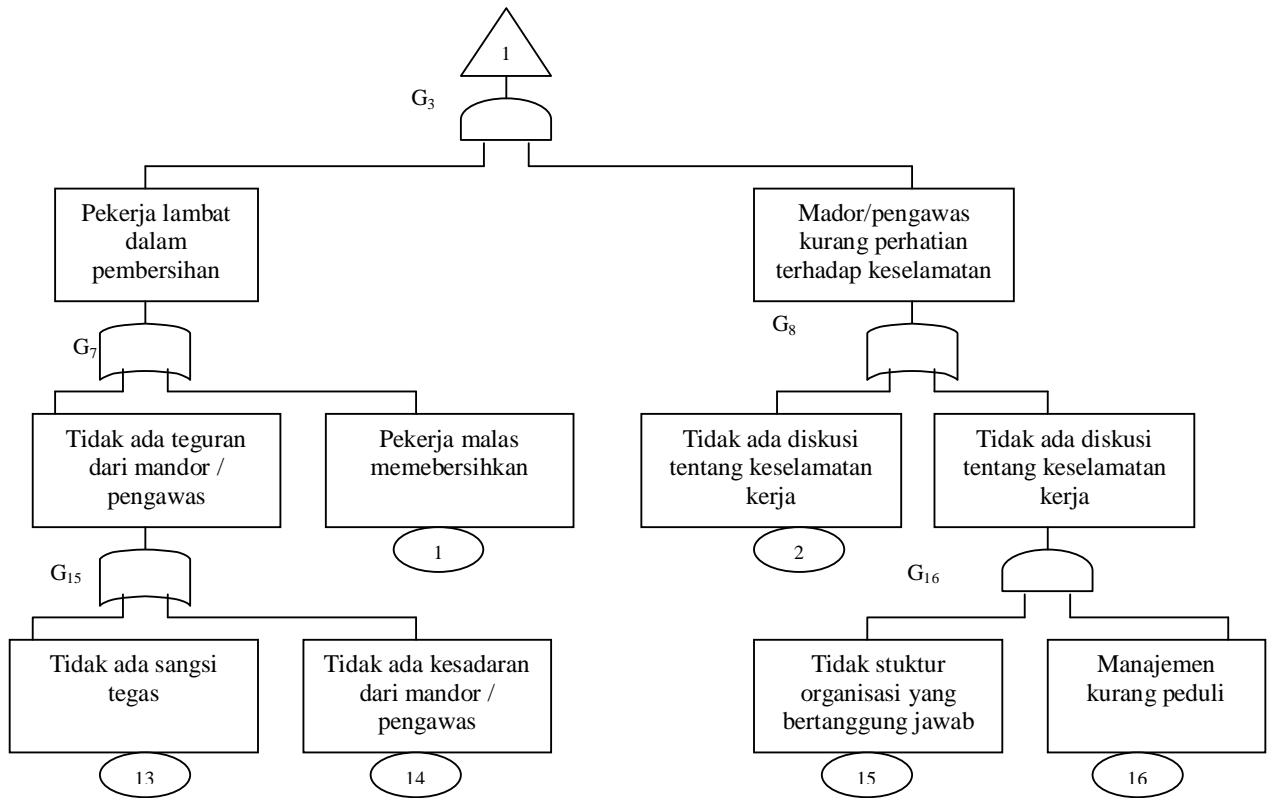 1
G3
Pekerja lambat
dalam
pembersihan
Mador/pengawas
kurang perhatian
terhadap keselamatan
G7
G8
Tidak ada teguran
dari mandor /
pengawas
Pekerja malas
memebersihkan
Tidak ada diskusi
tentang keselamatan
kerja
Tidak ada diskusi
tentang keselamatan
kerja
1
2
G15
G16
Tidak ada sangsi
tegas
Tidak ada kesadaran
dari mandor /
pengawas
Tidak stuktur
organisasi yang
bertanggung jawab
Manajemen
kurang peduli
13
14
15
16